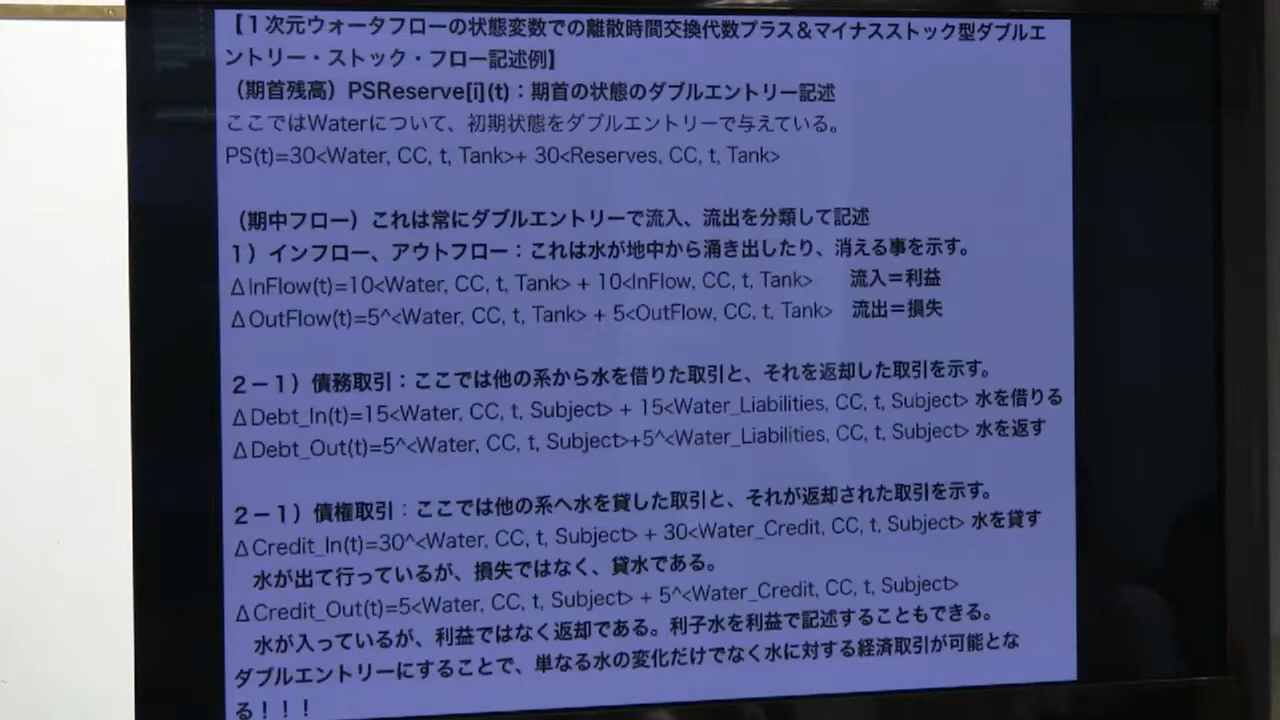 【１次元ウォータフローの状態変数での離散時間交換代数プラス＆マイナスストック型ダブルエ
ントリー・ストック・フロー記述例】
（期首残高）PSReserve[i](t)：期首の状態のダブルエントリー記述
ここではWaterについて、初期状態をダブルエントリーで与えている。
PS(t)=30<Water, CC, t, Tank>+ 30<Reserves, CC, t, Tank>
（期中フロー）これは常にダブルエントリーで流入、流出を分類して記述
１）インフロー、アウトフロー：これは水が地中から涌き出したり、消える事を示す。
ΔInFlow(t)=10<Water, CC, t, Tank> + 10<InFlow, CC, t, Tank> 流入＝利益
ΔOutFlow(t)=5^<Water, CC, t, Tank> + 5<OutFlow, CC, t, Tank> 流出＝損失
２－１）債務取引：ここでは他の系から水を借りた取引と、それを返却した取引を示す。
ΔDebt_In(t)=15<Water, CC, t, Subject> + 15<Water_Liabilities, CC, t, Subject> 水を借りる
ΔDebt_Out(t)=5^<Water, CC, t, Subject>+5^<Water_Liabilities, CC, t, Subject> 水を返す
２－１）債権取引：ここでは他の系へ水を貸した取引と、それが返却された取引を示す。
ΔCredit_In(t)=30^<Water, CC, t, Subject> + 30<Water_Credit, CC, t, Subject> 水を貸す
水が出て行っているが、損失ではなく、貸水である。
ΔCredit_Out(t)=5<Water, CC, t, Subject> + 5^<Water_Credit, CC, t, Subject>
水が入っているが、利益ではなく返却である。利子水を利益で記述することもできる。
ダブルエントリーにすることで、単なる水の変化だけでなく水に対する経済取引が可能とな
る！！！